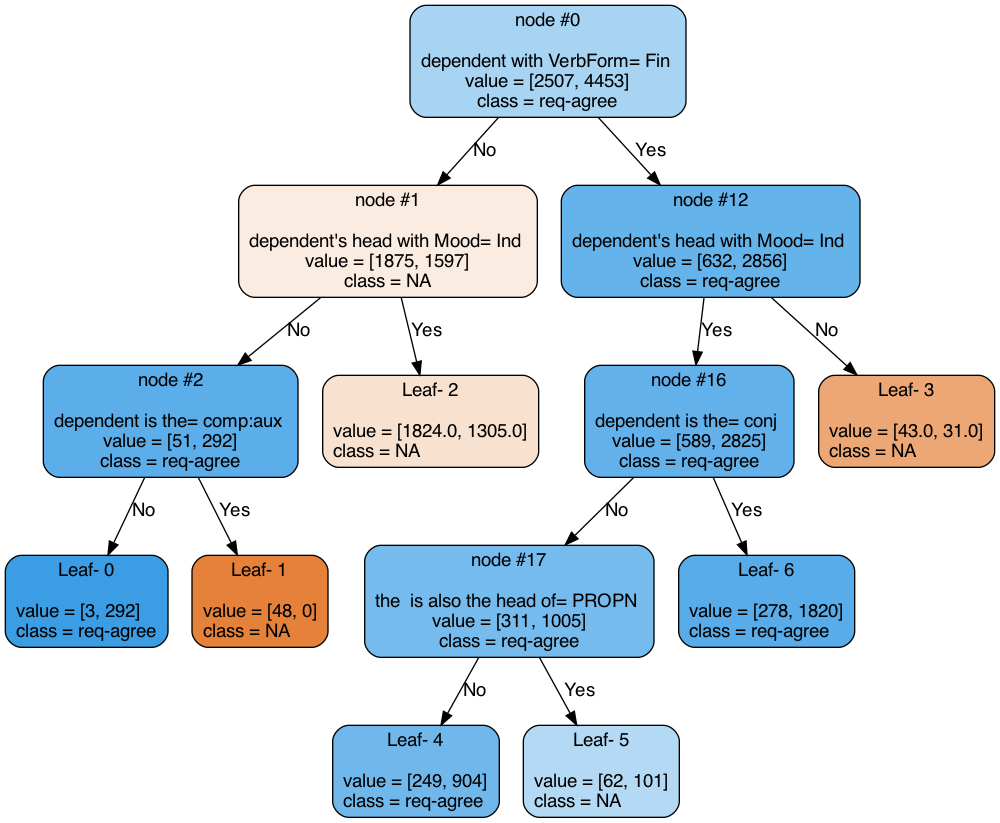 node #0
dependent with VerbForm= Fin
value = [2507, 4453]
class = req-agree
No
Yes
node #1
dependent's head with Mood= Ind
value = [1875, 1597]
class = NA
node #12
dependent's head with Mood= Ind
value = [632, 2856]
class = req-agree
No
Yes
Yes
No
node #2
dependent is the= comp:aux
value = [51, 292]
class = req-agree
Leaf- 2
value = [1824.0, 1305.0]
class = NA
node #16
dependent is the= conj
value = [589, 2825]
class = req-agree
Leaf- 3
value = [43.0, 31.0]
class = NA
No
Yes
No
Yes
Leaf- 0
value = [3, 292]
class = req-agree
Leaf- 1
value = [48, 0]
class = NA
node #17
the  is also the head of= PROPN
value = [311, 1005]
class = req-agree
Leaf- 6
value = [278, 1820]
class = req-agree
No
Yes
Leaf- 4
value = [249, 904]
class = req-agree
Leaf- 5
value = [62, 101]
class = NA